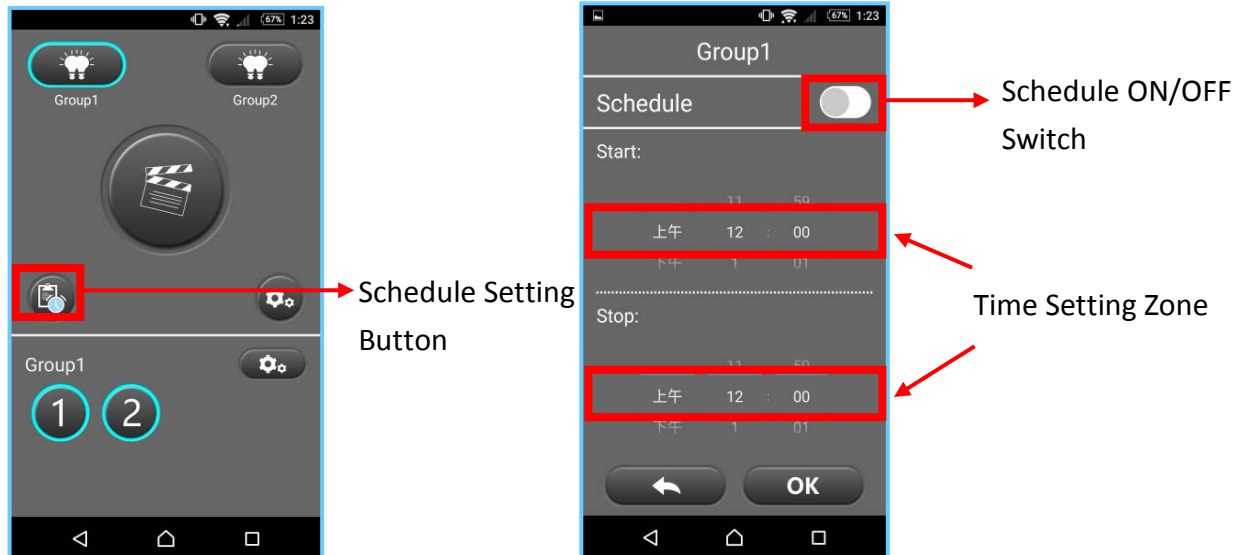 67% 1:23
Group1
Group2
Schedule Setting
Button
Group1
1 2
67% 1:23
Group1
Schedule
Schedule ON/OFF
Switch
Start:
11 59
上午 12 : 00
下午 1 01
Time Setting Zone
Stop:
11 59
上午 12 : 00
下午 1 01
OK